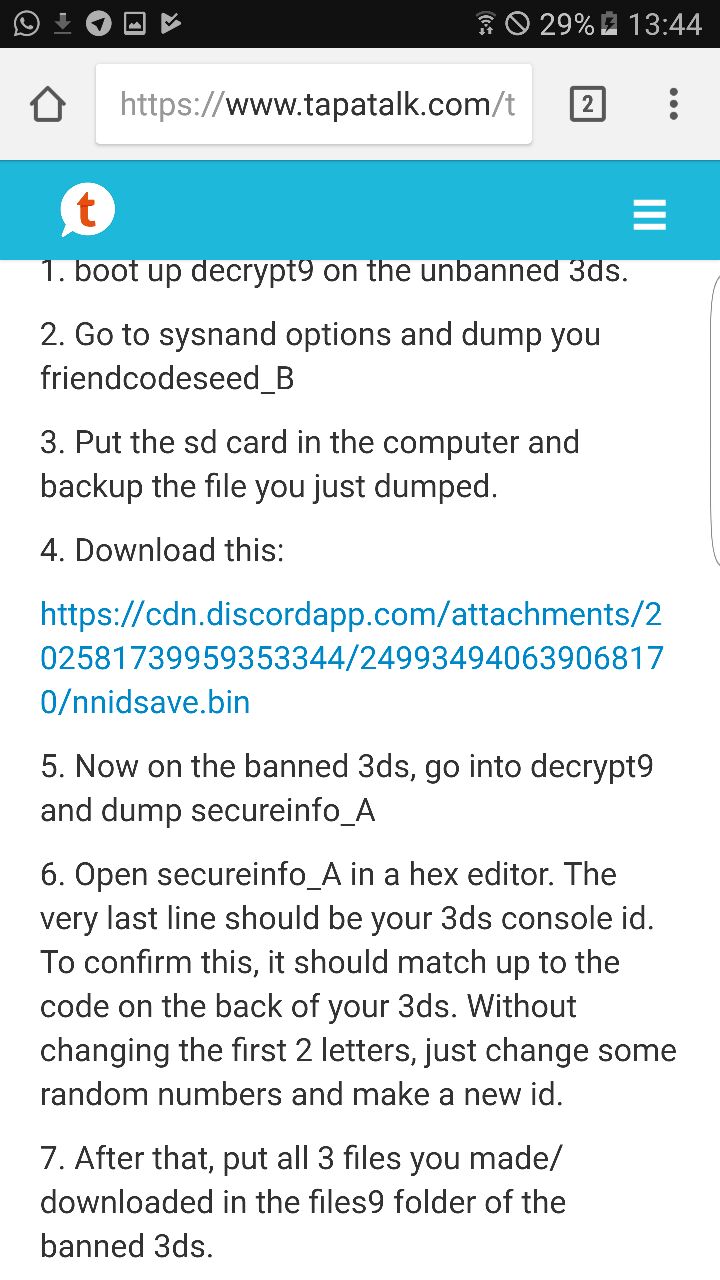 29% 13:44
https://www.tapatalk.com/t
2
t
1. boot up decrypt9 on the unbanned 3ds.
2. Go to sysnand options and dump you
friendcodeseed_B
3. Put the sd card in the computer and
backup the file you just dumped.
4. Download this:
https://cdn.discordapp.com/attachments/2
02581739959353344/24993494063906817
0/nnidsave.bin
5. Now on the banned 3ds, go into decrypt9
and dump secureinfo_A
6. Open secureinfo_A in a hex editor. The
very last line should be your 3ds console id.
To confirm this, it should match up to the
code on the back of your 3ds. Without
changing the first 2 letters, just change some
random numbers and make a new id.
7. After that, put all 3 files you made/
downloaded in the files9 folder of the
banned 3ds.